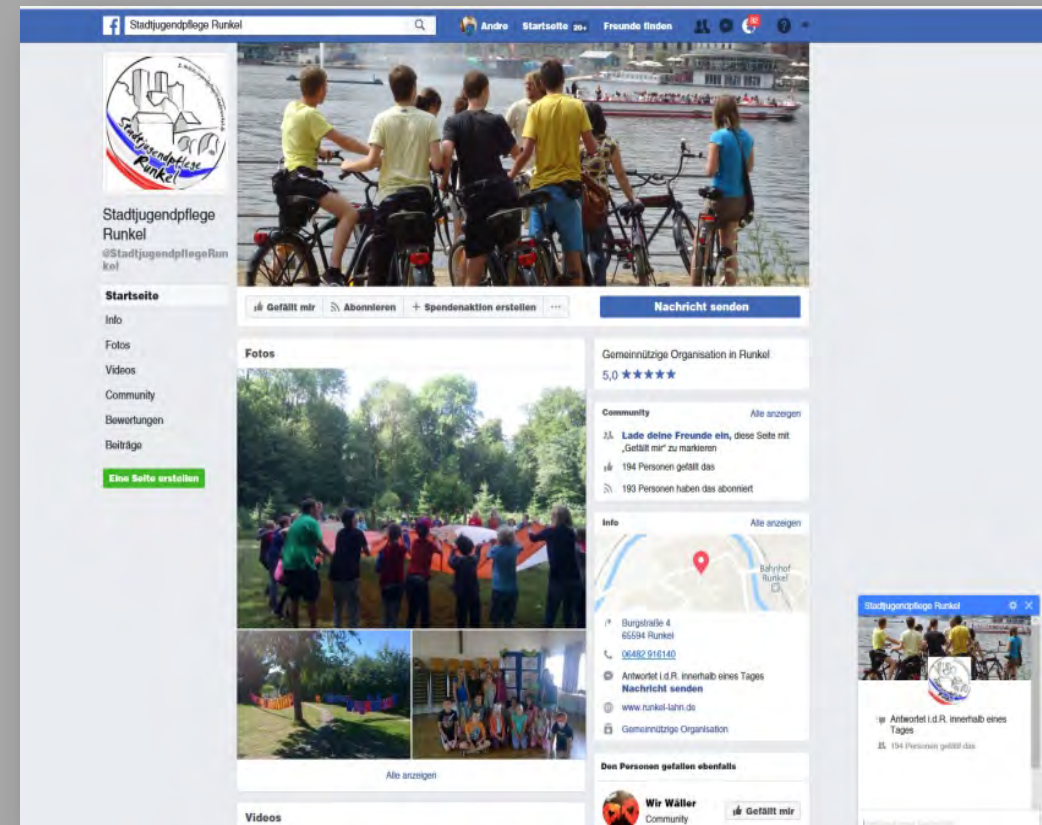 Stadtjugendpflege Runkel
Andre Startseite 20+ Freunde finden
Stadtjugendpflege
Runkel
Stadtjugendpflege
Runkel
@StadtjugendpflegeRun
kel
Startseite
Info
Fotos
Videos
Community
Bewertungen
Beiträge
Eine Seite erstellen
Gefällt mir Abonnieren + Spendenaktion erstellen ...
Nachricht senden
Fotos
Alle anzeigen
Videos
Gemeinnützige Organisation in Runkel
5,0 ★★★★★
Community Alle anzeigen
Lade deine Freunde ein, diese Seite mit
„Gefällt mir“ zu markieren
194 Personen gefällt das
193 Personen haben das abonniert
Info Alle anzeigen
Bahnhof
Runkel
Burgstraße 4
65594 Runkel
06482 916140
Antwortet i.d.R. innerhalb eines Tages
Nachricht senden
www.runkel-lahn.de
Gemeinnützige Organisation
Den Personen gefallen ebenfalls
Wir Wäller
Community
Gefällt mir
Stadtjugendpflege Runkel
Antwortet i.d.R. innerhalb eines
Tages
194 Personen gefällt das